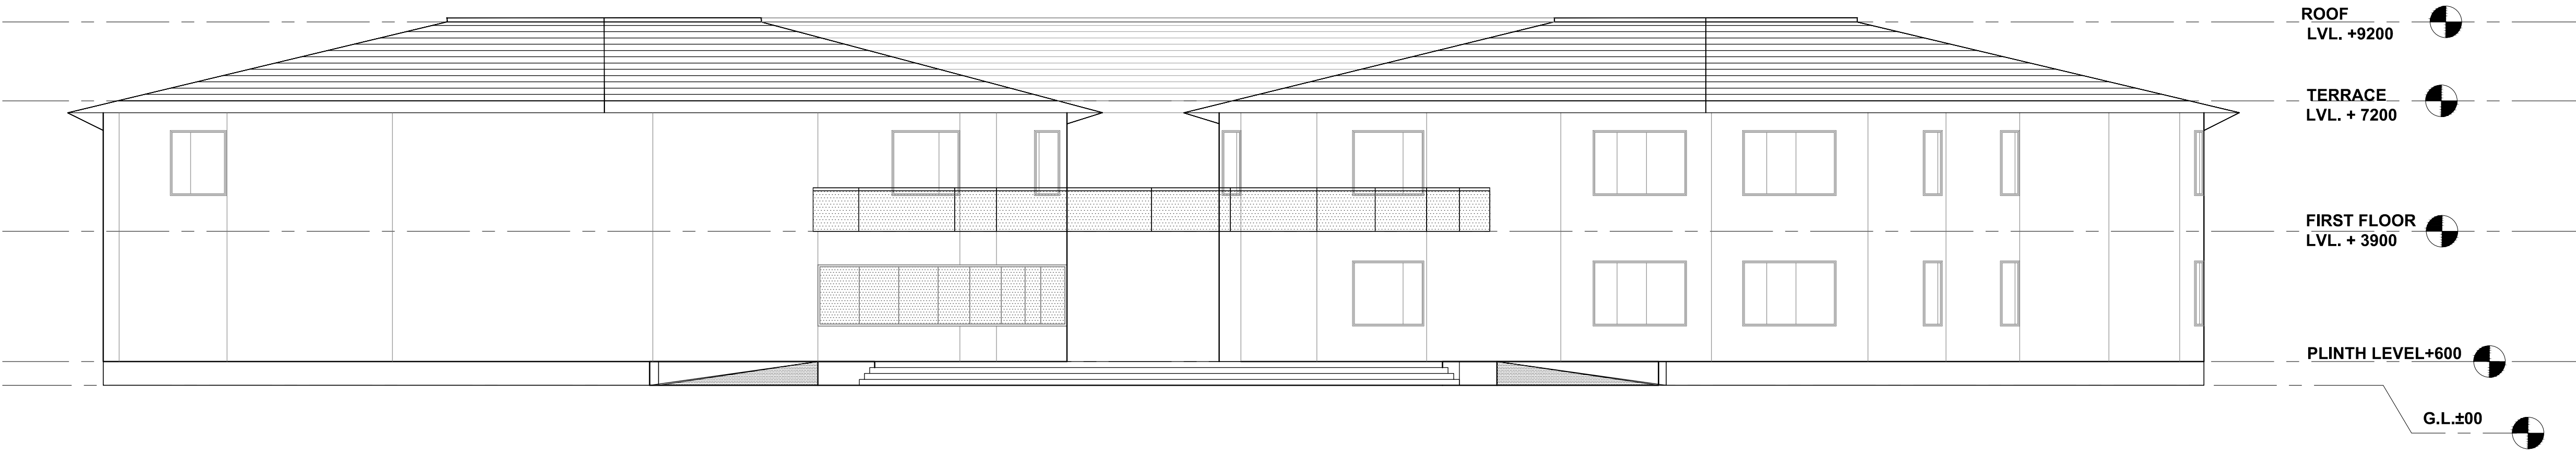 ROOF
LVL. +9200
TERRACE
LVL. + 7200
FIRST FLOOR
LVL. + 3900
PLINTH LEVEL+600
G.L.±00